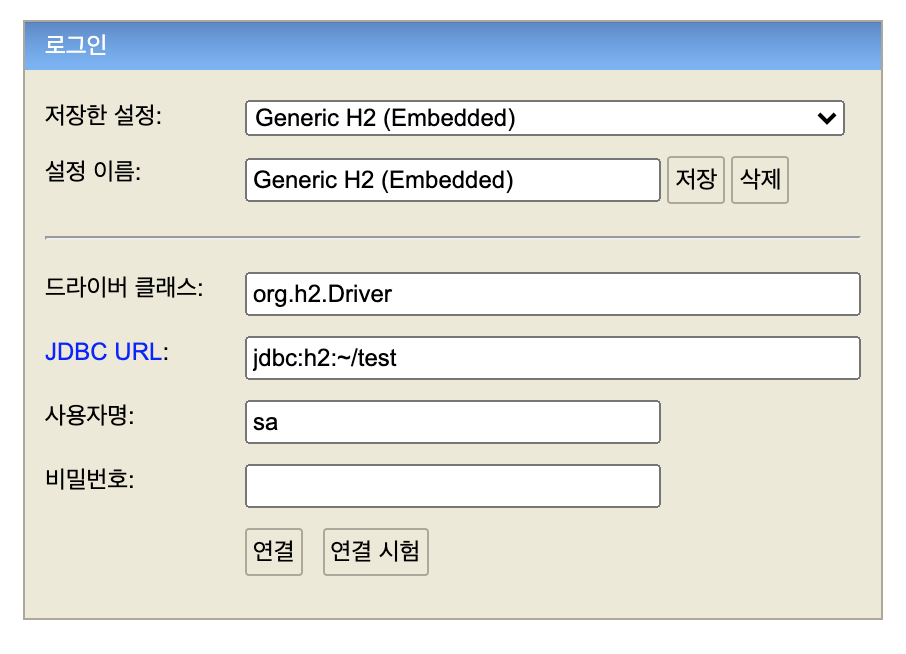 로그인
저장한 설정: Generic H2 (Embedded)
설정 이름: Generic H2 (Embedded) 저장 삭제
드라이버 클래스: org.h2.Driver
JDBC URL: jdbc:h2:~/test
사용자명: sa
비밀번호:
연결 연결 시험